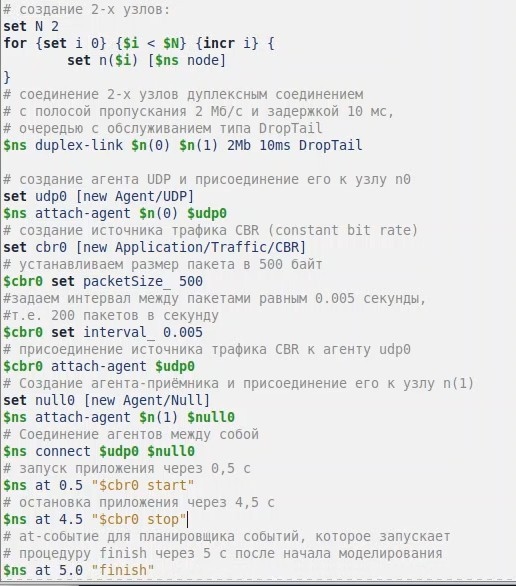 # создание 2-х узлов:
set N 2
for {set i 0} {$i < $N} {incr i} {
        set n($i) [$ns node]
}
# соединение 2-х узлов дуплексным соединением
# с полосой пропускания 2 Мб/с и задержкой 10 мс,
# очередью с обслуживанием типа DropTail
$ns duplex-link $n(0) $n(1) 2Mb 10ms DropTail

# создание агента UDP и присоединение его к узлу n0
set udp0 [new Agent/UDP]
$ns attach-agent $n(0) $udp0
# создание источника трафика CBR (constant bit rate)
set cbr0 [new Application/Traffic/CBR]
# устанавливаем размер пакета в 500 байт
$cbr0 set packetSize_ 500
#задаем интервал между пакетами равным 0.005 секунды,
#т.е. 200 пакетов в секунду
$cbr0 set interval_ 0.005
# присоединение источника трафика CBR к агенту udp0
$cbr0 attach-agent $udp0
# Создание агента-приёмника и присоединение его к узлу n(1)
set null0 [new Agent/Null]
$ns attach-agent $n(1) $null0
# Соединение агентов между собой
$ns connect $udp0 $null0
# запуск приложения через 0,5 с
$ns at 0.5 "$cbr0 start"
# остановка приложения через 4,5 с
$ns at 4.5 "$cbr0 stop"
# at-событие для планировщика событий, которое запускает
# процедуру finish через 5 с после начала моделирования
$ns at 5.0 "finish"